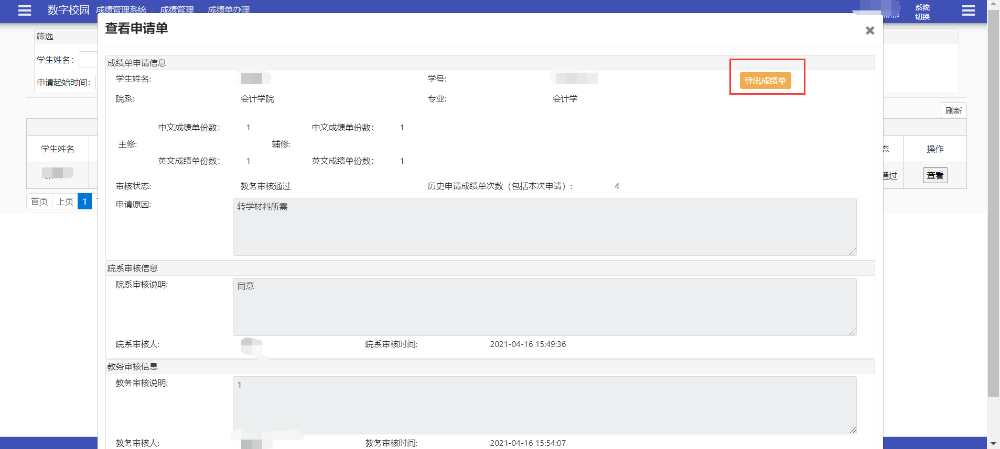 数字校园 成绩管理系统 / 成绩管理 / 成绩单办理
系统
切换
查看申请单
筛选
学生姓名：
申请起始时间：
刷新
学生姓名
操作
通过
查看
首页 上页 1
成绩单申请信息
学生姓名:
学号:
导出成绩单
院系: 会计学院 专业: 会计学
中文成绩单份数： 1 中文成绩单份数： 1
主修: 辅修:
英文成绩单份数： 1 英文成绩单份数： 1
审核状态: 教务审核通过 历史申请成绩单次数（包括本次申请）: 4
申请原因: 转学材料所需
院系审核信息
院系审核说明: 同意
院系审核人: 院系审核时间: 2021-04-16 15:49:36
教务审核信息
教务审核说明: 1
教务审核人: 教务审核时间: 2021-04-16 15:54:07